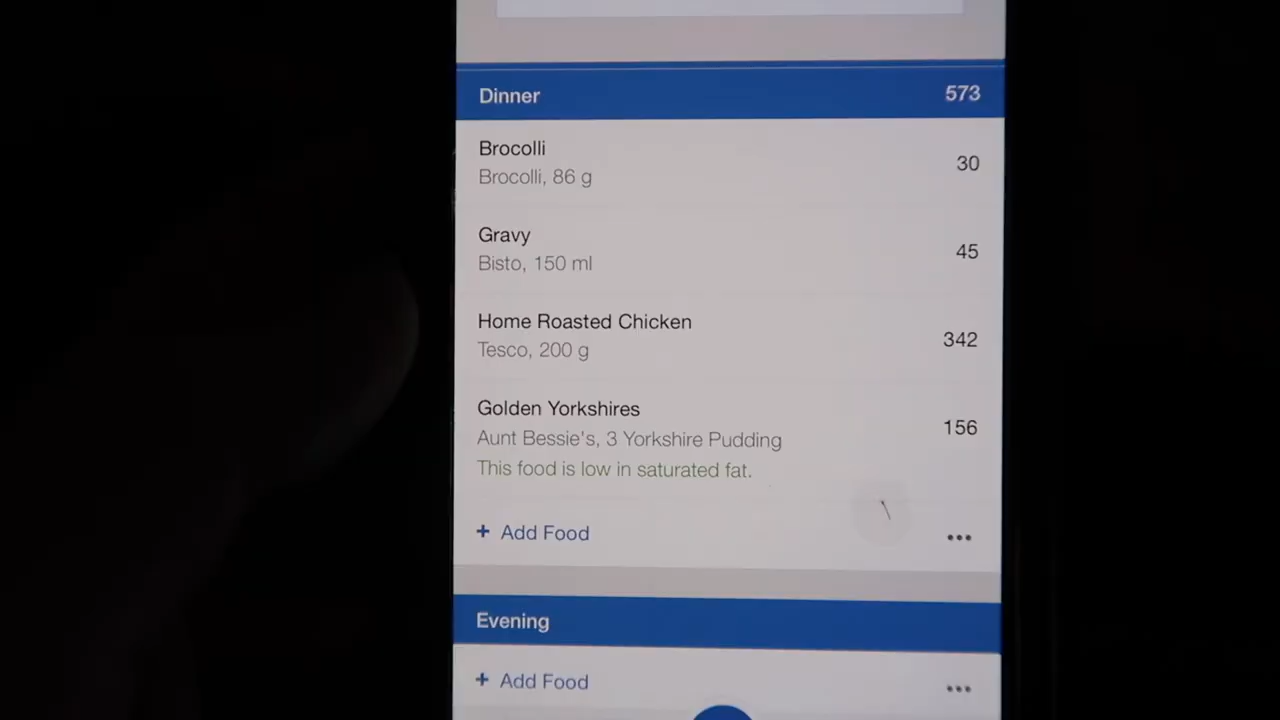 Dinner 573
Brocolli 30
Brocolli, 86 g
Gravy 45
Bisto, 150 ml
Home Roasted Chicken 342
Tesco, 200 g
Golden Yorkshires 156
Aunt Bessie's, 3 Yorkshire Pudding
This food is low in saturated fat.
+ Add Food
Evening
+ Add Food